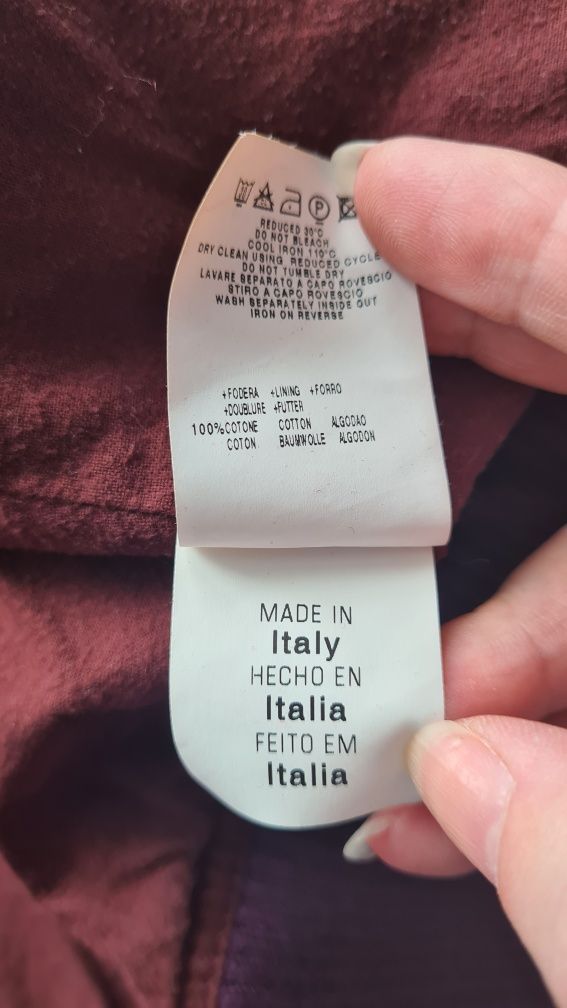 REDUCED 30°C
DO NOT BLEACH
COOL IRON 110°C
DRY CLEAN USING REDUCED CYCLE
DO NOT TUMBLE DRY
LAVARE SEPARATO A CAPO ROVESCIO
STIRO A CAPO ROVESCIO
WASH SEPARATELY INSIDE OUT
IRON ON REVERSE
+FODERA +LINING +FORRO
+DOUBLURE +FUTTER
100%COTONE COTTON ALGODAO
COTON BAUMWOLLE ALGODON
MADE IN
Italy
HECHO EN
Italia
FEITO EM
Italia